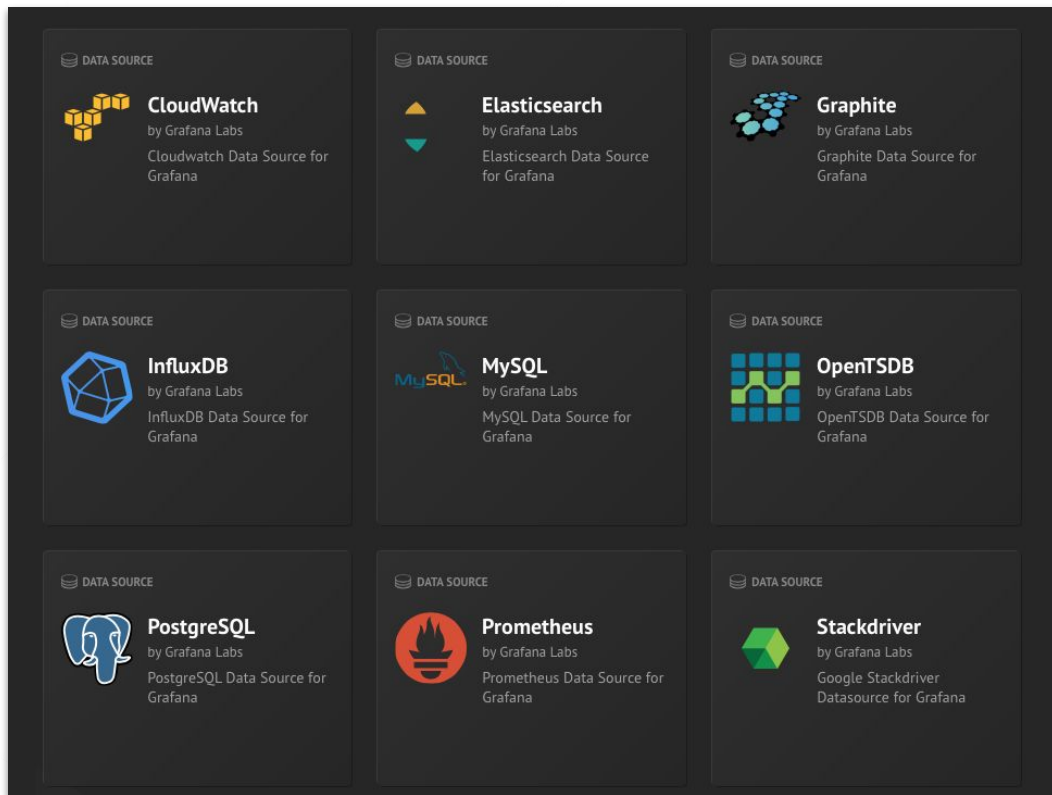 DATA SOURCE
CloudWatch
by Grafana Labs
Cloudwatch Data Source for
Grafana
DATA SOURCE
Elasticsearch
by Grafana Labs
Elasticsearch Data Source
for Grafana
DATA SOURCE
Graphite
by Grafana Labs
Graphite Data Source for
Grafana
DATA SOURCE
InfluxDB
by Grafana Labs
InfluxDB Data Source for
Grafana
DATA SOURCE
MySQL
MySQL
by Grafana Labs
MySQL Data Source for
Grafana
DATA SOURCE
OpenTSDB
by Grafana Labs
OpenTSDB Data Source for
Grafana
DATA SOURCE
PostgreSQL
by Grafana Labs
PostgreSQL Data Source for
Grafana
DATA SOURCE
Prometheus
by Grafana Labs
Prometheus Data Source for
Grafana
DATA SOURCE
Stackdriver
by Grafana Labs
Google Stackdriver
Datasource for Grafana